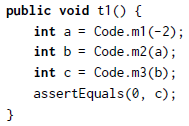 public void t1() {
    int a = Code.m1(-2);
    int b = Code.m2(a);
    int c = Code.m3(b);
    assertEquals(0, c);
}